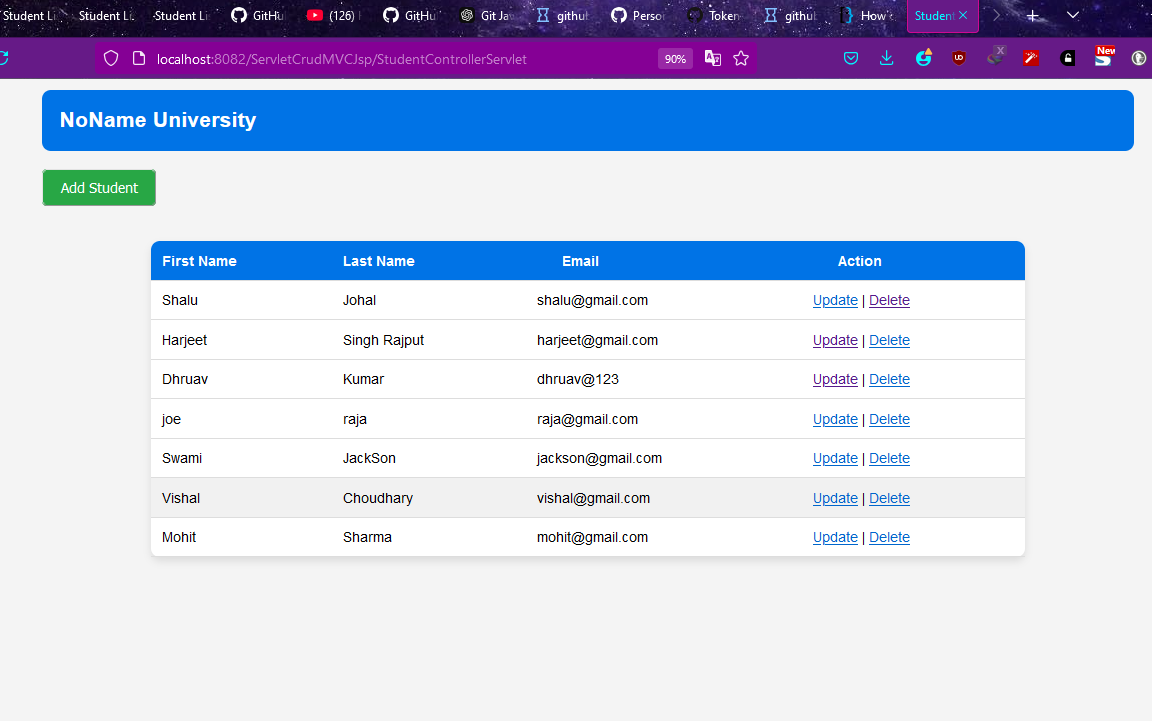 Student Li Student Li. Student Li GitHu (126) GitHu Git Ja githu Perso Token githu How Student
localhost:8082/ServletCrudMVCJsp/StudentControllerServlet 90% New
NoName University
Add Student
First Name Last Name Email Action
Shalu Johal shalu@gmail.com Update | Delete
Harjeet Singh Rajput harjeet@gmail.com Update | Delete
Dhruav Kumar dhruav@123 Update | Delete
joe raja raja@gmail.com Update | Delete
Swami JackSon jackson@gmail.com Update | Delete
Vishal Choudhary vishal@gmail.com Update | Delete
Mohit Sharma mohit@gmail.com Update | Delete